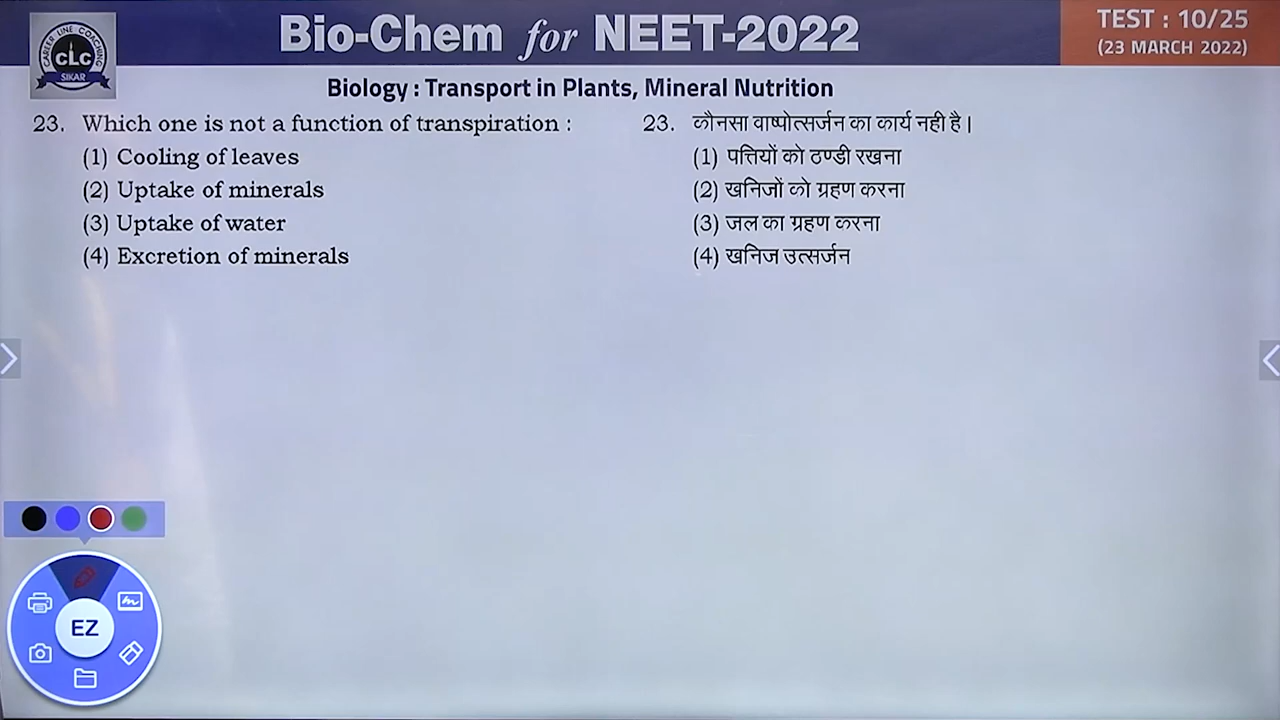 CAREER LINE COACHING
CLC
SIKAR
Bio-Chem for NEET-2022
TEST : 10/25
(23 MARCH 2022)
Biology : Transport in Plants, Mineral Nutrition
23. Which one is not a function of transpiration :
(1) Cooling of leaves
(2) Uptake of minerals
(3) Uptake of water
(4) Excretion of minerals
23. कौनसा वाष्पोत्सर्जन का कार्य नही है।
(1) पत्तियों को ठण्डी रखना
(2) खनिजों को ग्रहण करना
(3) जल का ग्रहण करना
(4) खनिज उत्सर्जन
EZ